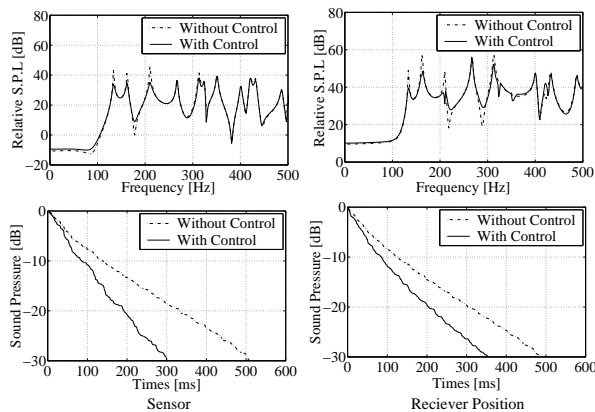 80
60
40
20
0
−20
Relative S.P.L [dB]
Without Control
With Control
0 100 200 300 400 500
Frequency [Hz]
80
60
40
20
0
Relative S.P.L [dB]
Without Control
With Control
0 100 200 300 400 500
Frequency [Hz]
0
−10
−20
−30
Sound Pressure [dB]
Without Control
With Control
0 100 200 300 400 500 600
Times [ms]
Sensor
0
−10
−20
−30
Sound Pressure [dB]
Without Control
With Control
0 100 200 300 400 500 600
Times [ms]
Reciever Position